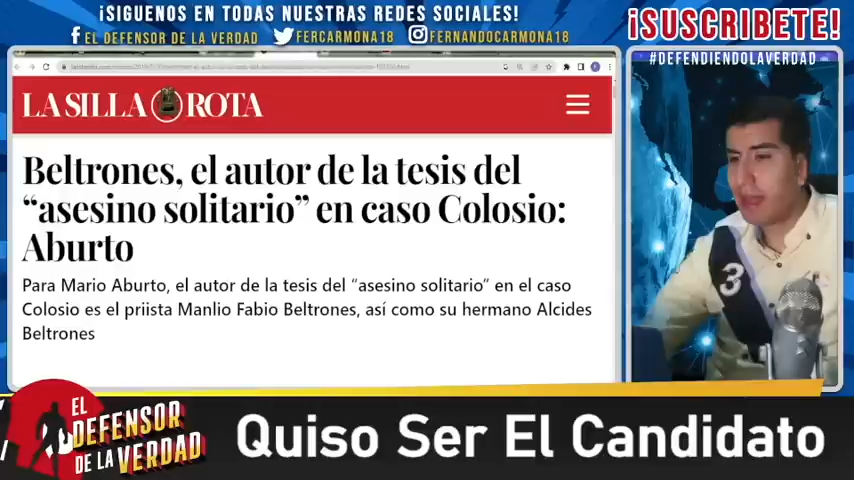 ¡SIGUENOS EN TODAS NUESTRAS REDES SOCIALES!
EL DEFENSOR DE LA VERDAD
FERCARMONA18
FERNANDOCARMONA18
¡SUSCRIBETE!
#DEFENDIENDOLAVERDAD
LA SILLA ROTA
Beltrones, el autor de la tesis del
“asesino solitario” en caso Colosio:
Aburto
Para Mario Aburto, el autor de la tesis del “asesino solitario” en el caso
Colosio es el priista Manlio Fabio Beltrones, así como su hermano Alcides
Beltrones
3
EL
DEFENSOR
DE LA VERDAD
Quiso Ser El Candidato